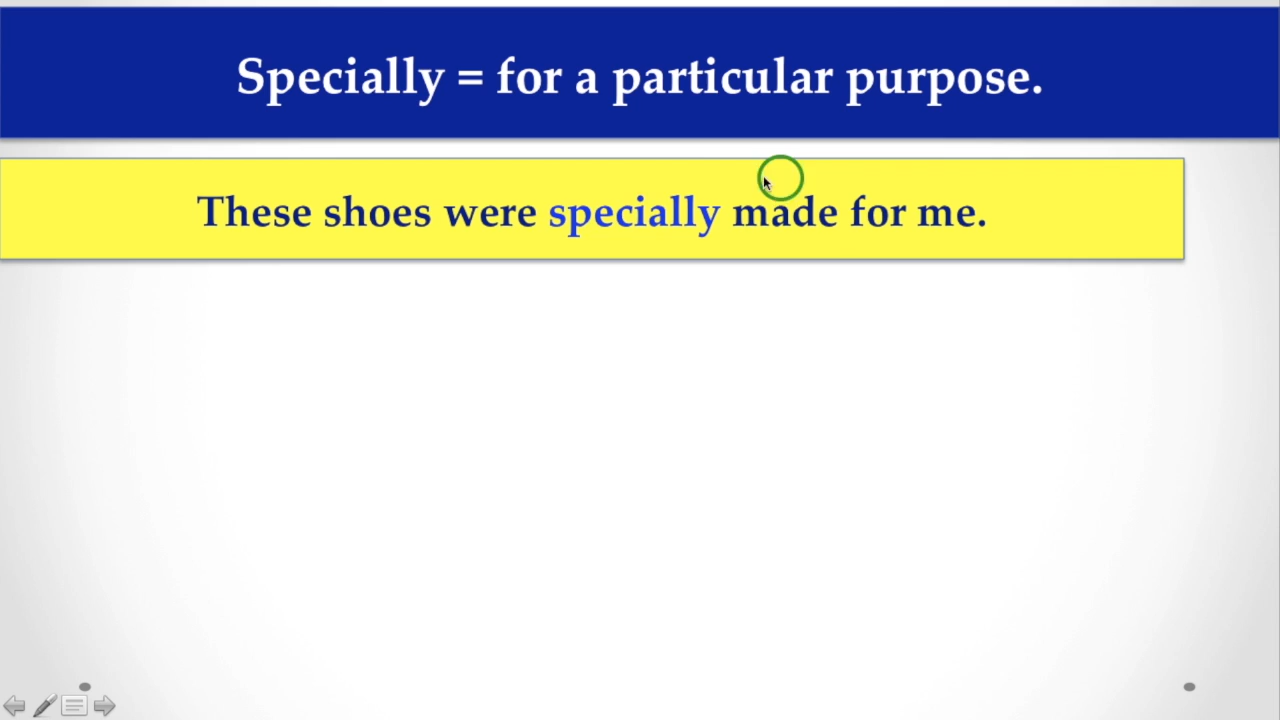 Specially = for a particular purpose.
These shoes were specially made for me.